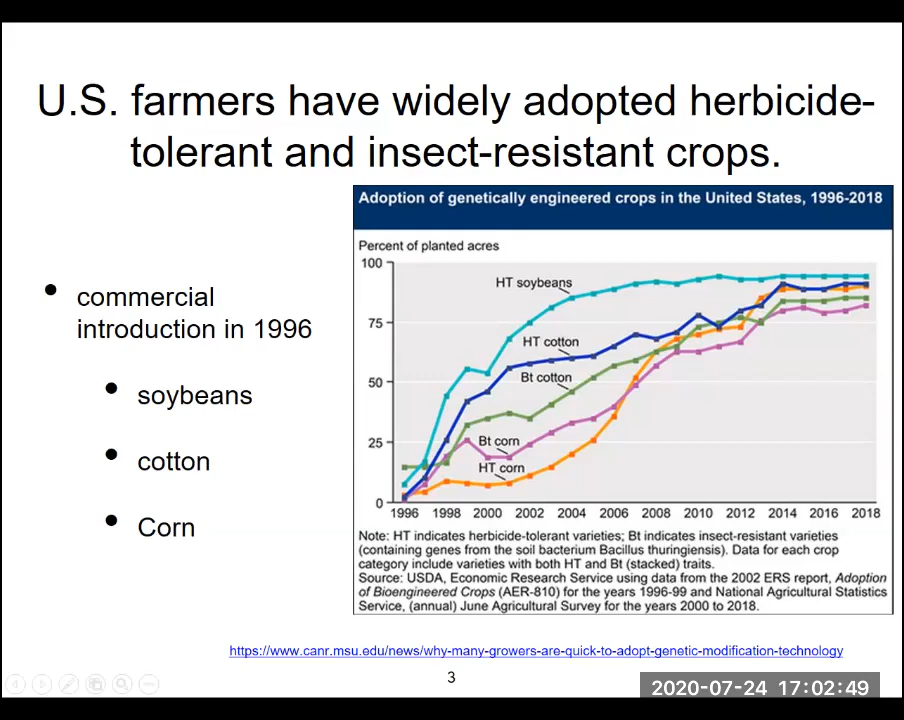 U.S. farmers have widely adopted herbicide-
tolerant and insect-resistant crops.
• commercial
introduction in 1996
• soybeans
• cotton
• Corn
Adoption of genetically engineered crops in the United States, 1996-2018
Percent of planted acres
100
75
50
25
0
HT soybeans
HT cotton
Bt cotton
Bt corn
HT corn
1996 1998 2000 2002 2004 2006 2008 2010 2012 2014 2016 2018
Note: HT indicates herbicide-tolerant varieties; Bt indicates insect-resistant varieties
(containing genes from the soil bacterium Bacillus thuringiensis). Data for each crop
category include varieties with both HT and Bt (stacked) traits.
Source: USDA, Economic Research Service using data from the 2002 ERS report, Adoption
of Bioengineered Crops (AER-810) for the years 1996-99 and National Agricultural Statistics
Service, (annual) June Agricultural Survey for the years 2000 to 2018.
https://www.canr.msu.edu/news/why-many-growers-are-quick-to-adopt-genetic-modification-technology
3
2020-07-24 17:02:49